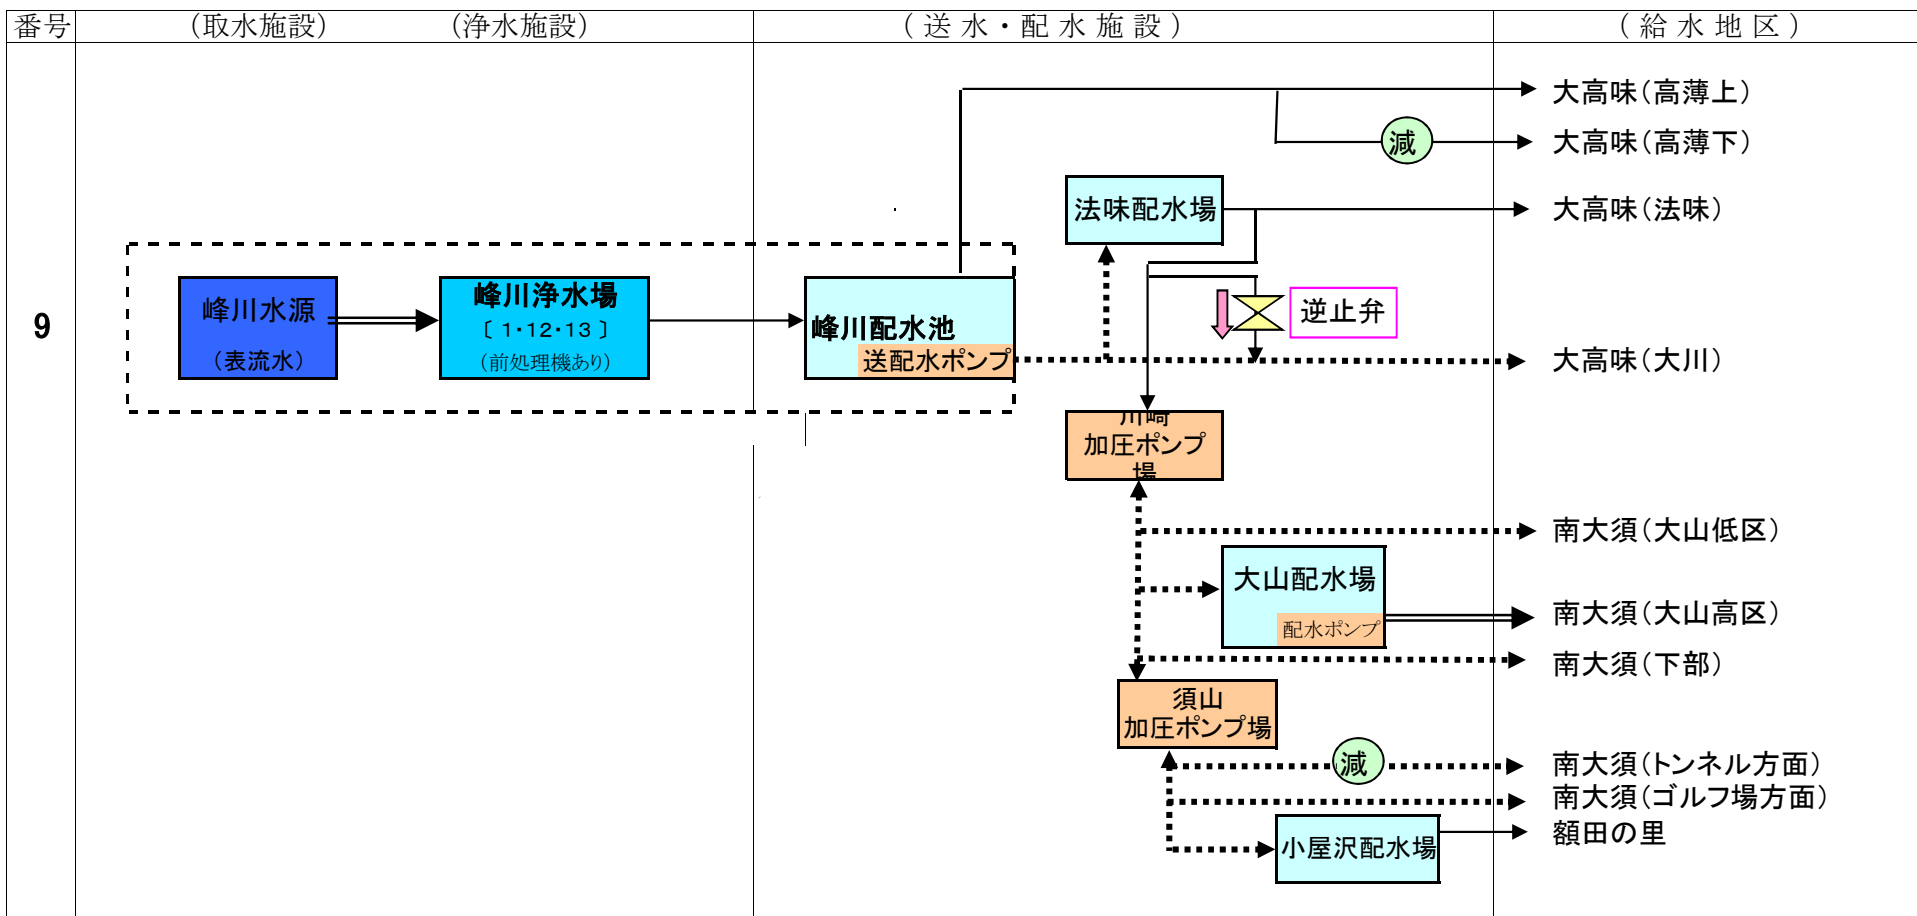 番号
(取水施設)
(浄水施設)
(送水・配水施設)
(給水地区)
大高味(高薄上)
減
大高味(高薄下)
法味配水場
大高味(法味)
9
峰川水源
(表流水)
峰川浄水場
〔 1・12・13 〕
(前処理機あり)
峰川配水池
送配水ポンプ
逆止弁
大高味(大川)
川崎
加圧ポンプ
場
南大須(大山低区)
大山配水場
配水ポンプ
南大須(大山高区)
南大須(下部)
須山
加圧ポンプ場
減
南大須(トンネル方面)
南大須(ゴルフ場方面)
小屋沢配水場
額田の里